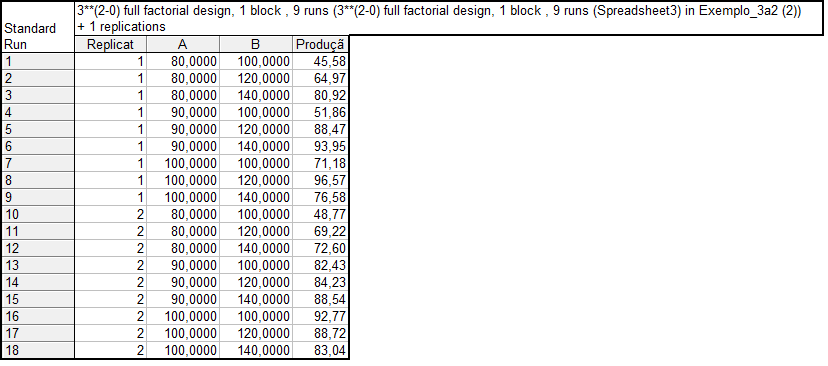 3**(2-0) full factorial design, 1 block , 9 runs (3**(2-0) full factorial design, 1 block , 9 runs (Spreadsheet3) in Exemplo_3a2 (2))
+ 1 replications
Standard
Run Replicat A B Produçã
1 1 80,0000 100,0000 45,58
2 1 80,0000 120,0000 64,97
3 1 80,0000 140,0000 80,92
4 1 90,0000 100,0000 51,86
5 1 90,0000 120,0000 88,47
6 1 90,0000 140,0000 93,95
7 1 100,0000 100,0000 71,18
8 1 100,0000 120,0000 96,57
9 1 100,0000 140,0000 76,58
10 2 80,0000 100,0000 48,77
11 2 80,0000 120,0000 69,22
12 2 80,0000 140,0000 72,60
13 2 90,0000 100,0000 82,43
14 2 90,0000 120,0000 84,23
15 2 90,0000 140,0000 88,54
16 2 100,0000 100,0000 92,77
17 2 100,0000 120,0000 88,72
18 2 100,0000 140,0000 83,04